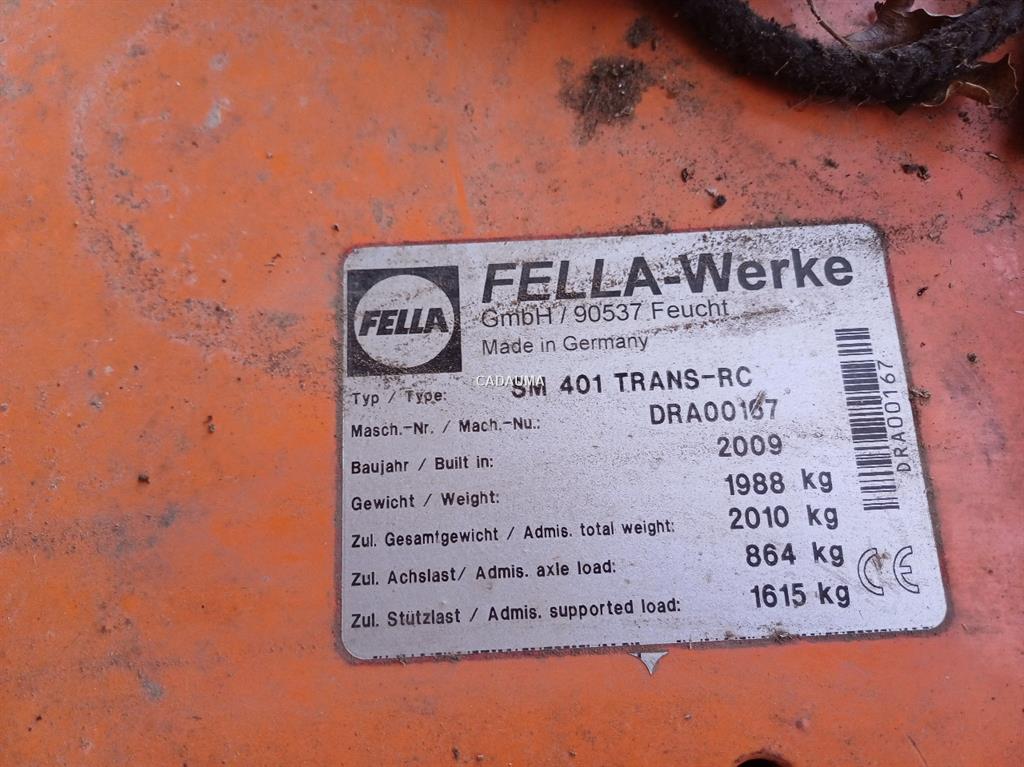 FELLA
FELLA-Werke
GmbH / 90537 Feucht
Made in Germany
CADAUMA
Typ / Type: SM 401 TRANS-RC
Masch.-Nr. / Mach.-Nu.: DRA00167
Baujahr / Built in: 2009
Gewicht / Weight: 1988 kg
Zul. Gesamtgewicht / Admis. total weight: 2010 kg
Zul. Achslast/ Admis. axle load: 864 kg
Zul. Stützlast / Admis. supported load: 1615 kg
DRA00167
CE